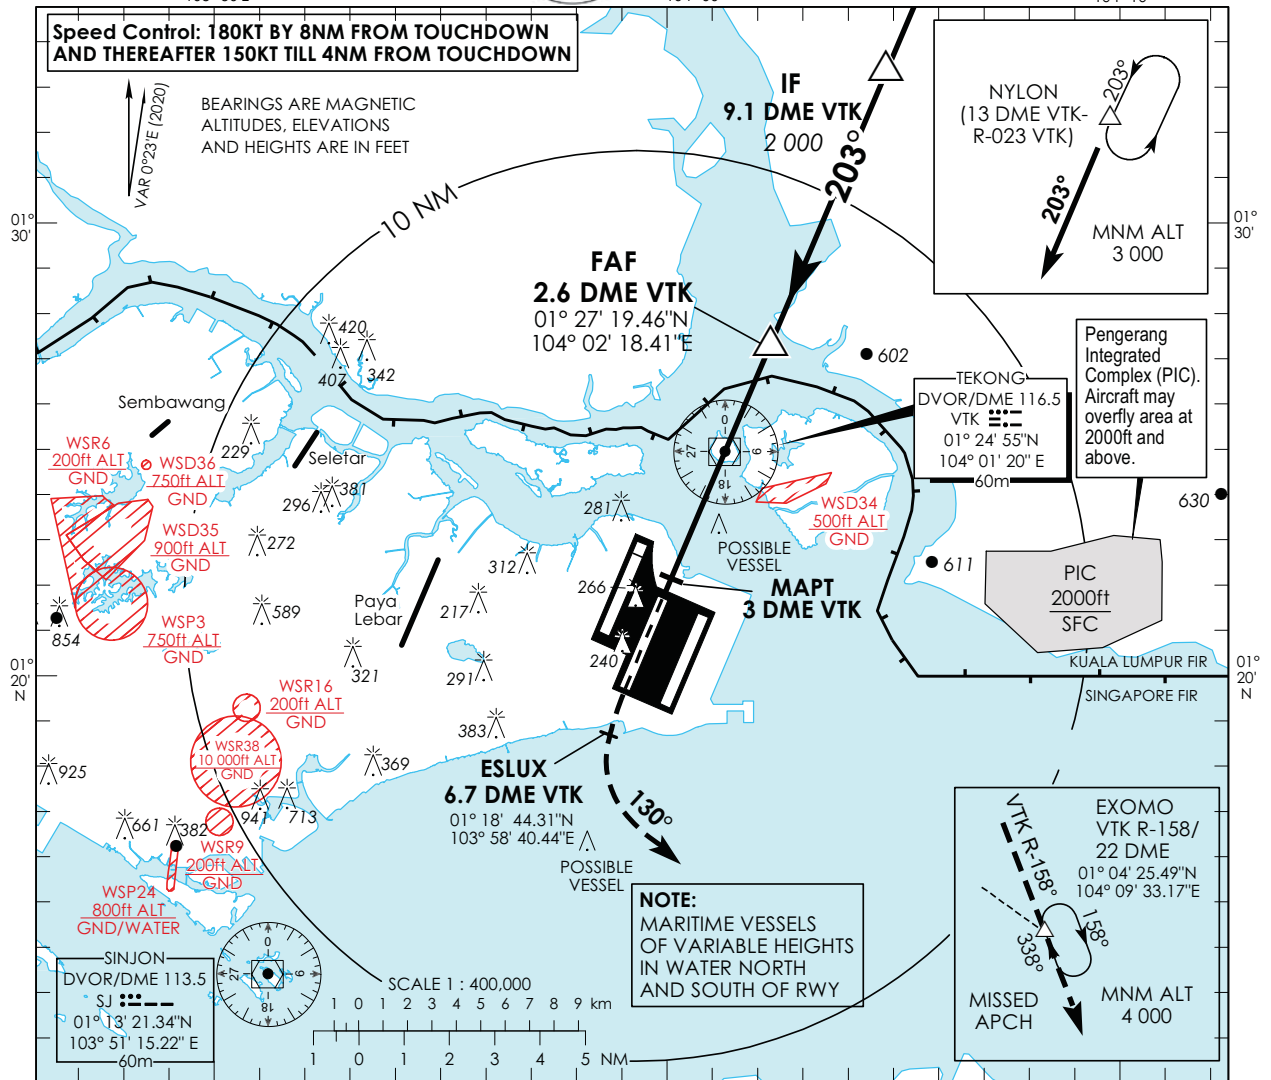 Speed Control: 180KT BY 8NM FROM TOUCHDOWN
AND THEREAFTER 150KT TILL 4NM FROM TOUCHDOWN
VAR 0°23'E (2020)
BEARINGS ARE MAGNETIC
ALTITUDES, ELEVATIONS
AND HEIGHTS ARE IN FEET
IF
9.1 DME VTK
2 000
203°
10 NM
NYLON
(13 DME VTK-
R-023 VTK)
203°
203°
MNM ALT
3 000
01°
30'
01°
30'
FAF
2.6 DME VTK
01° 27' 19.46"N
104° 02' 18.41"E
602
Pengerang
Integrated
Complex (PIC).
Aircraft may
overfly area at
2000ft and
above.
TEKONG
DVOR/DME 116.5
VTK
01° 24' 55"N
104° 01' 20" E
60m
420
407
342
Sembawang
229
Seletar
WSR6
200ft ALT
GND
WSD36
750ft ALT
GND
WSD35
900ft ALT
GND
296
381
272
281
0
9
18
27
WSD34
500ft ALT
GND
630
POSSIBLE
VESSEL
312
611
266
MAPT
3 DME VTK
PIC
2000ft
SFC
854
WSP3
750ft ALT
GND
589
Paya
Lebar
217
240
321
291
KUALA LUMPUR FIR
SINGAPORE FIR
01°
20'
N
01°
20'
N
WSR16
200ft ALT
GND
383
WSR38
10 000ft ALT
GND
925
369
ESLUX
6.7 DME VTK
01° 18' 44.31"N
103° 58' 40.44"E
130°
POSSIBLE
VESSEL
661
382
941
713
WSR9
200ft ALT
GND
WSP24
800ft ALT
GND/WATER
NOTE:
MARITIME VESSELS
OF VARIABLE HEIGHTS
IN WATER NORTH
AND SOUTH OF RWY
VTK R-158°
EXOMO
VTK R-158/
22 DME
01° 04' 25.49"N
104° 09' 33.17"E
158°
338°
MISSED
APCH
MNM ALT
4 000
SINJON
DVOR/DME 113.5
SJ
01° 13' 21.34"N
103° 51' 15.22" E
60m
0
9
18
27
SCALE 1 : 400,000
1 0 1 2 3 4 5 6 7 8 9 km
1 0 1 2 3 4 5 NM